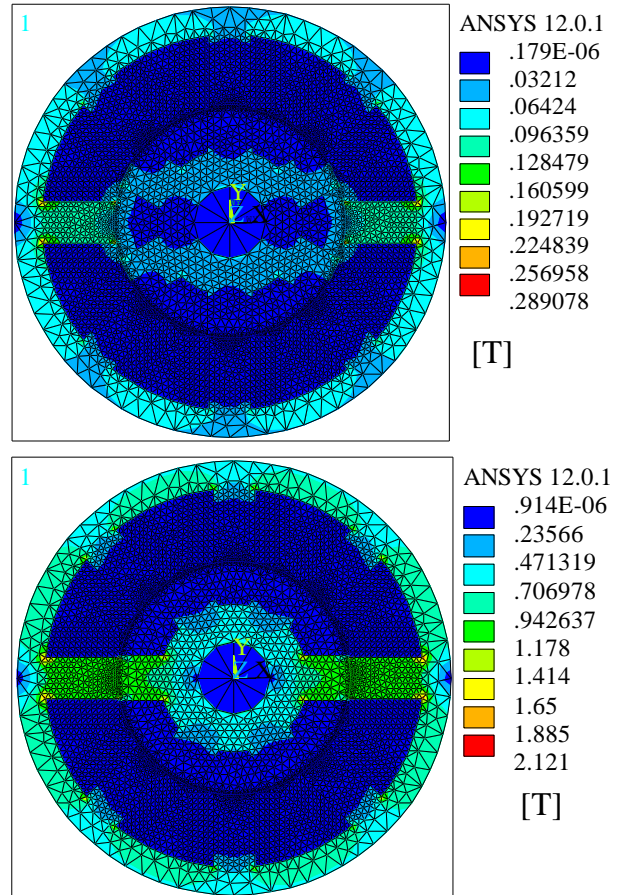 1
ANSYS 12.0.1
.179E-06
.03212
.06424
.096359
.128479
.160599
.192719
.224839
.256958
.289078
[T]
Y
Z X
1
ANSYS 12.0.1
.914E-06
.23566
.471319
.706978
.942637
1.178
1.414
1.65
1.885
2.121
[T]
Y
Z X